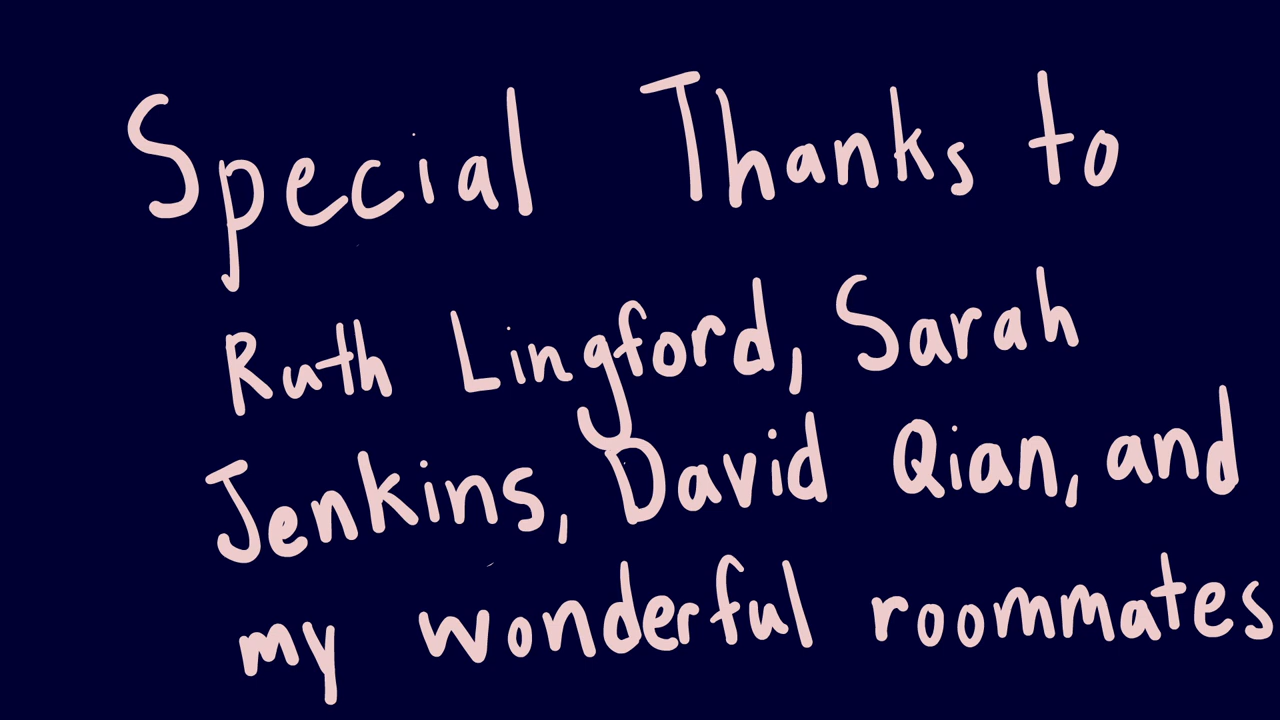 Special Thanks to
Ruth Lingford, Sarah
Jenkins, David Qian, and
my wonderful roommates